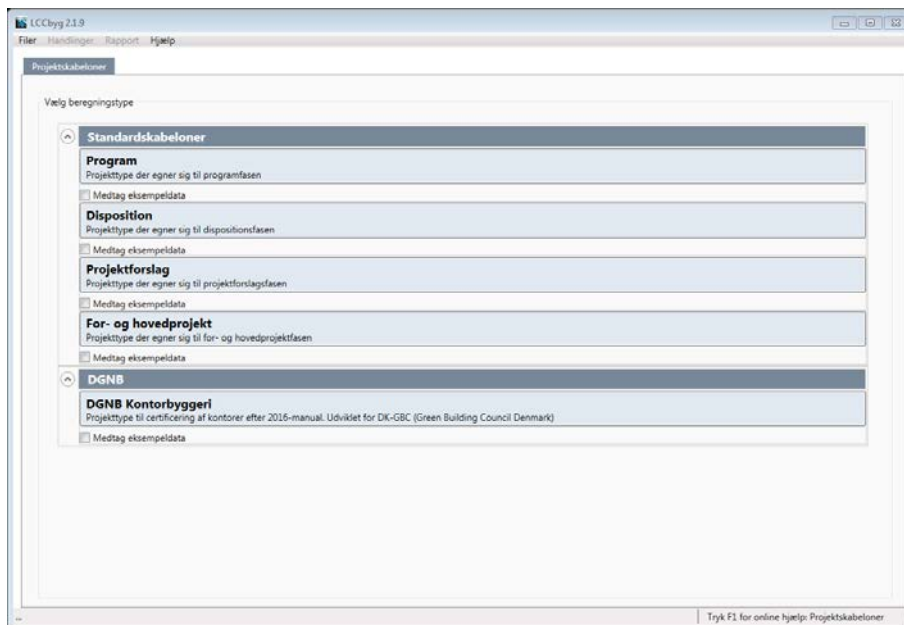 LCCbyg 2.1.9
Filer Handlinger Rapport Hjælp
Projektskabeloner
Vælg beregningstype
Standardskabeloner
Program
Projekttype der egner sig til programfasen
Medtag eksempeldata
Disposition
Projekttype der egner sig til dispositionsfasen
Medtag eksempeldata
Projektforslag
Projekttype der egner sig til projektforslagsfasen
Medtag eksempeldata
For- og hovedprojekt
Projekttype der egner sig til for- og hovedprojektfasen
Medtag eksempeldata
DGNB
DGNB Kontorbyggeri
Projekttype til certificering af kontorer efter 2016-manual. Udviklet for DK-GBC (Green Building Council Denmark)
Medtag eksempeldata
Tryk F1 for online hjælp: Projektskabeloner